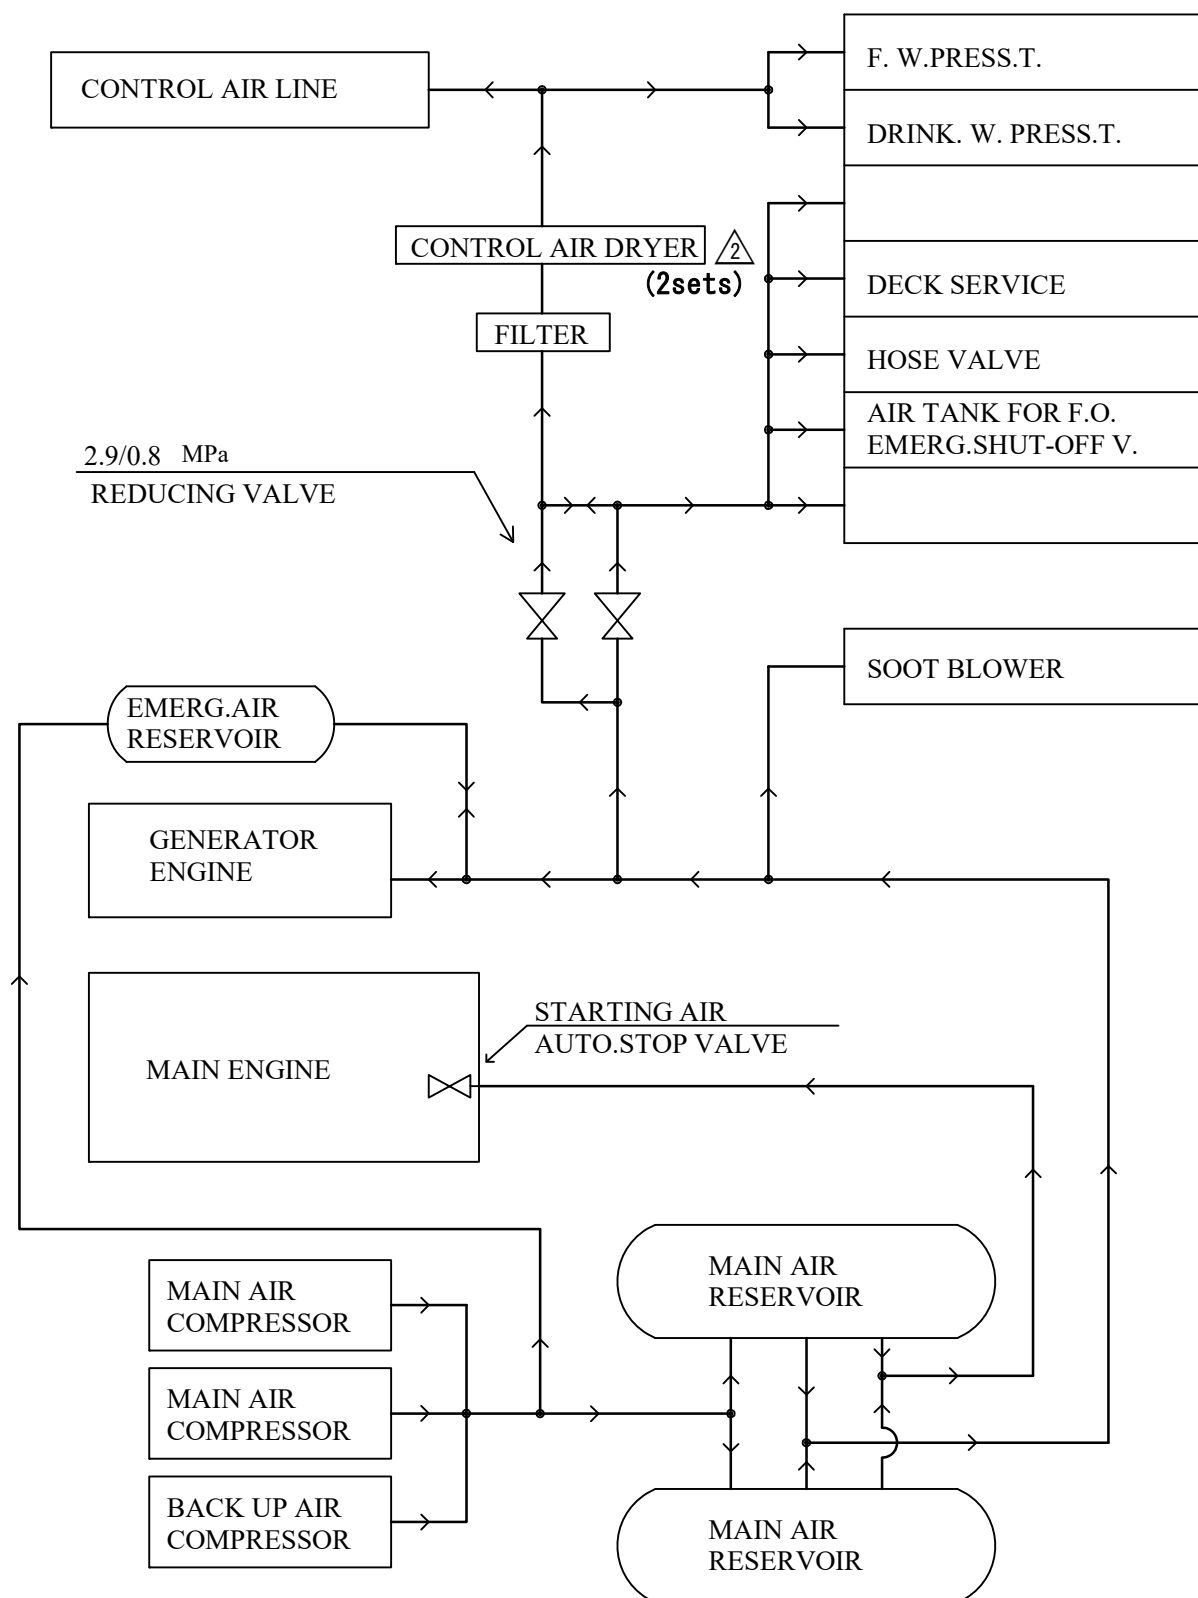 F. W.PRESS.T.
CONTROL AIR LINE
DRINK. W. PRESS.T.
CONTROL AIR DRYER
2
(2sets)
DECK SERVICE
FILTER
HOSE VALVE
AIR TANK FOR F.O.
EMERG.SHUT-OFF V.
2.9/0.8 MPa
REDUCING VALVE
SOOT BLOWER
EMERG.AIR
RESERVOIR
GENERATOR
ENGINE
STARTING AIR
AUTO.STOP VALVE
MAIN ENGINE
MAIN AIR
RESERVOIR
MAIN AIR
COMPRESSOR
MAIN AIR
COMPRESSOR
BACK UP AIR
COMPRESSOR
MAIN AIR
RESERVOIR